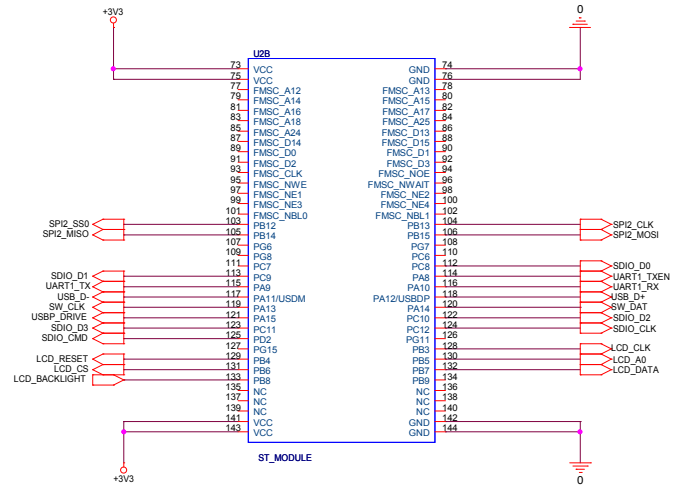 +3V3
0
U2B
73 VCC GND 74
75 VCC GND 76
77 FMSC_A12 FMSC_A13 78
79 FMSC_A14 FMSC_A15 80
81 FMSC_A16 FMSC_A17 82
83 FMSC_A18 FMSC_A25 84
85 FMSC_A24 FMSC_D13 86
87 FMSC_D14 FMSC_D15 88
89 FMSC_D0 FMSC_D1 90
91 FMSC_D2 FMSC_D3 92
93 FMSC_CLK FMSC_NOE 94
95 FMSC_NWE FMSC_NWAIT 96
97 FMSC_NE1 FMSC_NE2 98
99 FMSC_NE3 FMSC_NE4 100
101 FMSC_NBL0 FMSC_NBL1 102
SPI2_SS0 103 PB12 PB13 104 SPI2_CLK
SPI2_MISO 105 PB14 PB15 106 SPI2_MOSI
107 PG6 PG7 108
109 PG8 PC6 110
111 PC7 PC8 112 SDIO_D0
SDIO_D1 113 PC9 PA8 114 UART1_TXEN
UART1_TX 115 PA9 PA10 116 UART1_RX
USB_D- 117 PA11/USDM PA12/USBDP 118 USB_D+
SW_CLK 119 PA13 PA14 120 SW_DAT
USBP_DRIVE 121 PA15 PC10 122 SDIO_D2
SDIO_D3 123 PC11 PC12 124 SDIO_CLK
SDIO_CMD 125 PD2 PG11 126
127 PG15 PB3 128 LCD_CLK
LCD_RESET 129 PB4 PB5 130 LCD_A0
LCD_CS 131 PB6 PB7 132 LCD_DATA
LCD_BACKLIGHT 133 PB8 PB9 134
135 NC NC 136
137 NC NC 138
139 NC NC 140
141 VCC GND 142
143 VCC GND 144
ST_MODULE
+3V3
0